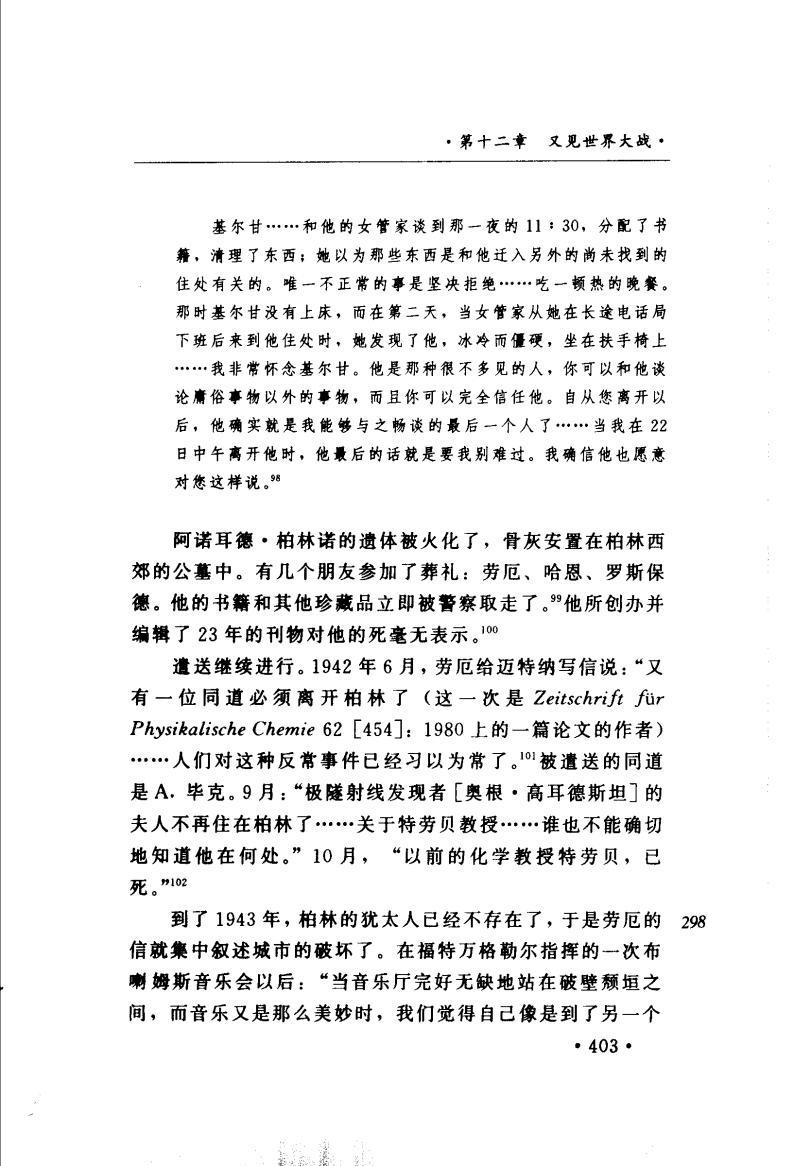 ·第十二章 又见世界大战·
基尔甘……和他的女管家谈到那一夜的 11：30，分配了书
籍，清理了东西；她以为那些东西是和他迁入另外的尚未找到的
住处有关的。唯一不正常的事是坚决拒绝……吃一顿热的晚餐。
那时基尔甘没有上床，而在第二天，当女管家从她在长途电话局
下班后来到他住处时，她发现了他，冰冷而僵硬，坐在扶手椅上
……我非常怀念基尔甘。他是那种很不多见的人，你可以和他谈
论庸俗事物以外的事物，而且你可以完全信任他。自从您离开以
后，他确实就是我能够与之畅谈的最后一个人了……当我在 22
日中午离开他时，他最后的话就是要我别难过。我确信他也愿意
对您这样说。98
阿诺耳德·柏林诺的遗体被火化了，骨灰安置在柏林西
郊的公墓中。有几个朋友参加了葬礼：劳厄、哈恩、罗斯保
德。他的书籍和其他珍藏品立即被警察取走了。99他所创办并
编辑了 23 年的刊物对他的死毫无表示。100
遣送继续进行。1942 年 6 月，劳厄给迈特纳写信说：“又
有一位同道必须离开柏林了（这一次是 Zeitschrift für
Physikalische Chemie 62 [454]：1980 上的一篇论文的作者）
……人们对这种反常事件已经习以为常了。101被遣送的同道
是 A. 毕克。9 月：“极隧射线发现者[奥根·高耳德斯坦]的
夫人不再住在柏林了……关于特劳贝教授……谁也不能确切
地知道他在何处。” 10 月， “以前的化学教授特劳贝，已
死。”102
到了 1943 年，柏林的犹太人已经不存在了，于是劳厄的 298
信就集中叙述城市的破坏了。在福特万格勒尔指挥的一次布
喇姆斯音乐会以后：“当音乐厅完好无缺地站在破壁颓垣之
间，而音乐又是那么美妙时，我们觉得自己像是到了另一个
·403·